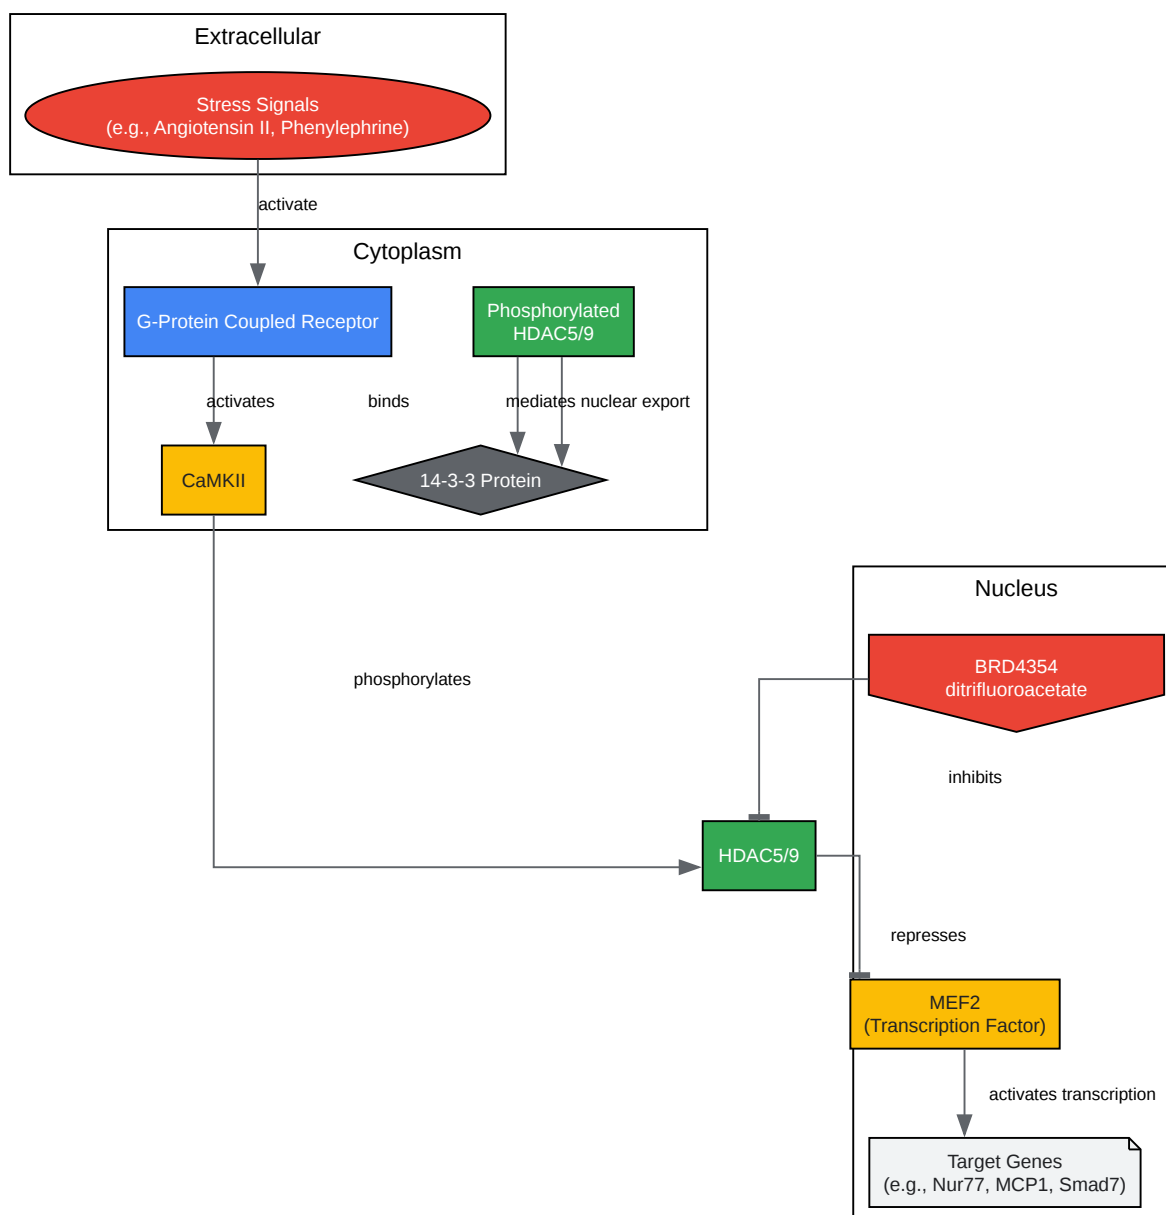 Extracellular
Stress Signals
(e.g., Angiotensin II, Phenylephrine)
activate
Cytoplasm
G-Protein Coupled Receptor
Phosphorylated
HDAC5/9
activates
binds
mediates nuclear export
CaMKII
14-3-3 Protein
Nucleus
BRD4354
ditrifluoroacetate
phosphorylates
inhibits
HDAC5/9
represses
MEF2
(Transcription Factor)
activates transcription
Target Genes
(e.g., Nur77, MCP1, Smad7)